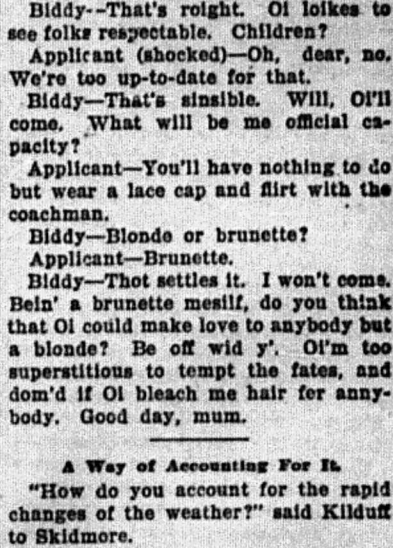 Biddy--That's roight. Oi loikes to
see folks respectable. Children?
Applicant (shocked)—Oh, dear, no.
We're too up-to-date for that.
Biddy—That's sinsible. Will, Oi'll
come. What will be me official ca-
pacity?
Applicant—You'll have nothing to do
but wear a lace cap and flirt with the
coachman.
Biddy—Blonde or brunette?
Applicant—Brunette.
Biddy—Thot settles it. I won't come.
Bein' a brunette mesilf, do you think
that Oi could make love to anybody but
a blonde? Be off wid y'. Oi'm too
superstitious to tempt the fates, and
dom'd if Oi bleach me hair fer anny-
body. Good day, mum.
A Way of Accounting For It.
"How do you account for the rapid
changes of the weather?" said Kilduff
to Skidmore.